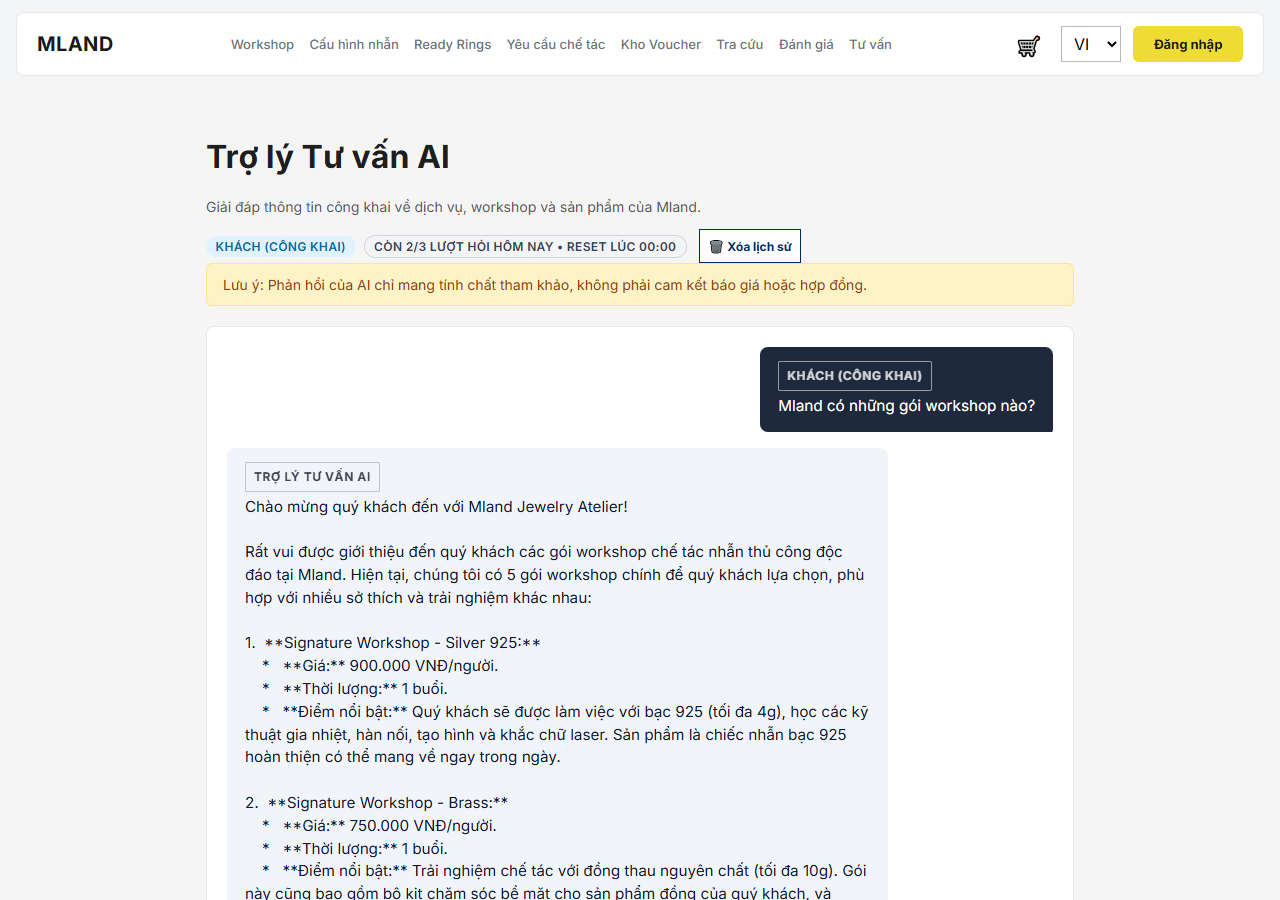 MLAND
Workshop Cấu hình nhẫn Ready Rings Yêu cầu chế tác Kho Voucher Tra cứu Đánh giá Tư vấn
VI
Đăng nhập
Trợ lý Tư vấn AI
Giải đáp thông tin công khai về dịch vụ, workshop và sản phẩm của Mland.
KHÁCH (CÔNG KHAI) CÒN 2/3 LƯỢT HỎI HÔM NAY • RESET LÚC 00:00 Xóa lịch sử
Lưu ý: Phản hồi của AI chỉ mang tính chất tham khảo, không phải cam kết báo giá hoặc hợp đồng.
KHÁCH (CÔNG KHAI)
Mland có những gói workshop nào?
TRỢ LÝ TƯ VẤN AI
Chào mừng quý khách đến với Mland Jewelry Atelier!
Rất vui được giới thiệu đến quý khách các gói workshop chế tác nhẫn thủ công độc
đáo tại Mland. Hiện tại, chúng tôi có 5 gói workshop chính để quý khách lựa chọn, phù
hợp với nhiều sở thích và trải nghiệm khác nhau:
1. **Signature Workshop - Silver 925:**
* **Giá:** 900.000 VNĐ/người.
* **Thời lượng:** 1 buổi.
* **Điểm nổi bật:** Quý khách sẽ được làm việc với bạc 925 (tối đa 4g), học các kỹ
thuật gia nhiệt, hàn nối, tạo hình và khắc chữ laser. Sản phẩm là chiếc nhẫn bạc 925
hoàn thiện có thể mang về ngay trong ngày.
2. **Signature Workshop - Brass:**
* **Giá:** 750.000 VNĐ/người.
* **Thời lượng:** 1 buổi.
* **Điểm nổi bật:** Trải nghiệm chế tác với đồng thau nguyên chất (tối đa 10g). Gói
này cũng bao gồm bộ kit chăm sóc bề mặt cho sản phẩm đồng của quý khách, và